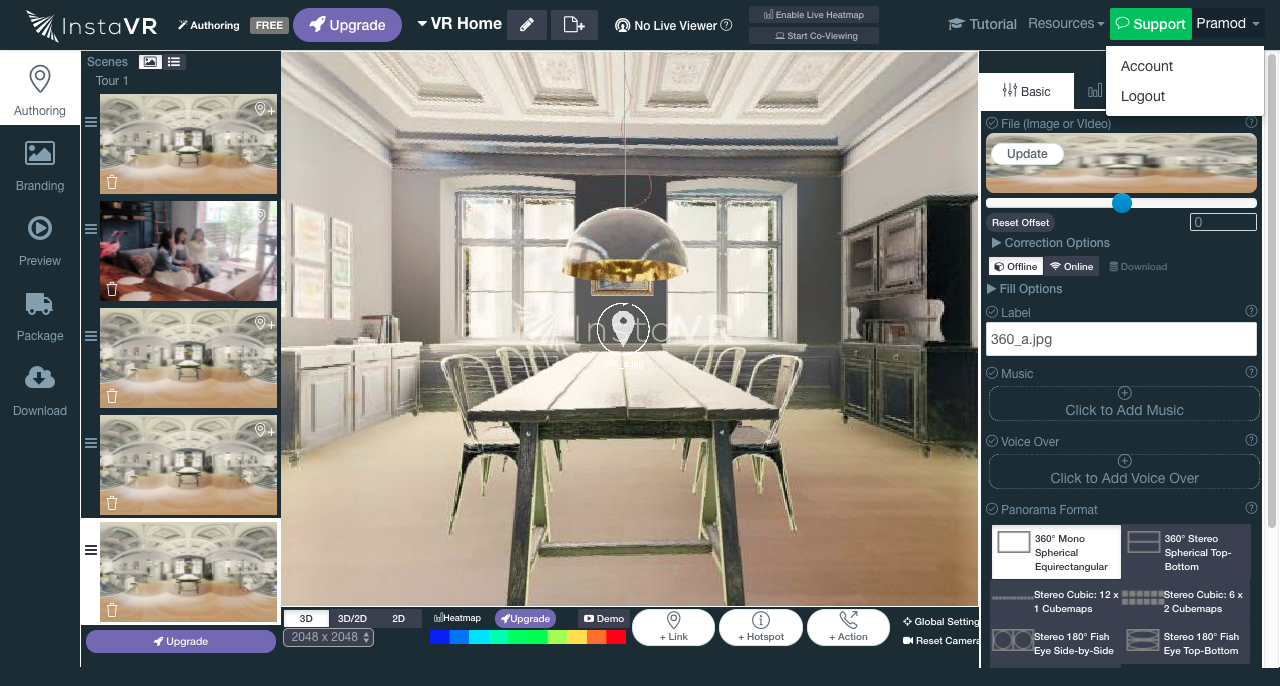 InstaVR
Authoring
FREE
Upgrade
VR Home
No Live Viewer
Enable Live Heatmap
Start Co-Viewing
Tutorial
Resources
Support
Pramod
Account
Logout
Authoring
Branding
Preview
Package
Download
Scenes
Tour 1
Upgrade
InstaVR
360_a.jpg
3D
3D/2D
2D
2048 x 2048
Heatmap
Upgrade
Demo
+ Link
+ Hotspot
+ Action
Global Setting
Reset Camera
Basic
File (Image or VIdeo)
Update
Reset Offset
0
Correction Options
Offline
Online
Download
Fill Options
Label
360_a.jpg
Music
Click to Add Music
Voice Over
Click to Add Voice Over
Panorama Format
360° Mono
Spherical
Equirectangular
360° Stereo
Spherical Top-
Bottom
Stereo Cubic: 12 x
1 Cubemaps
Stereo Cubic: 6 x
2 Cubemaps
Stereo 180° Fish
Eye Side-by-Side
Stereo 180° Fish
Eye Top-Bottom